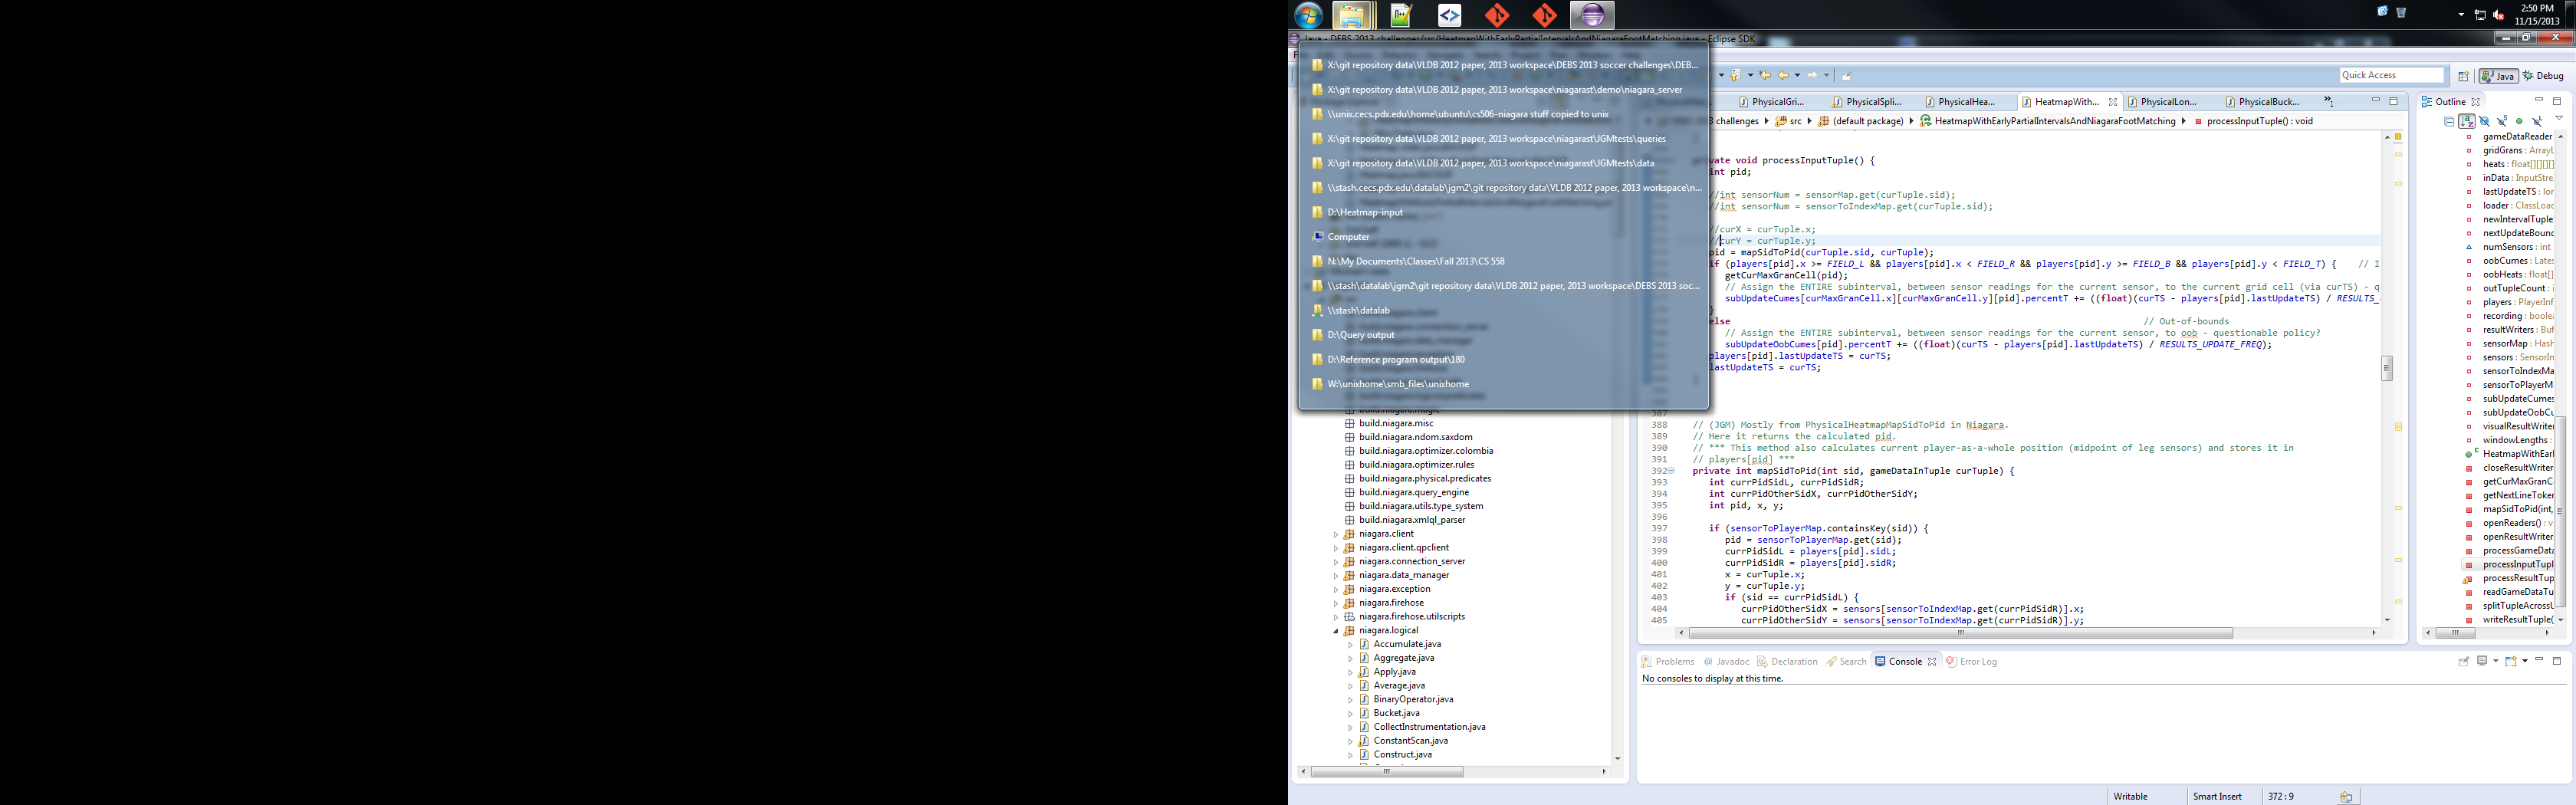 2:50 PM
11/15/2013
Java - DEBS 2013 challenges/src/HeatmapWithEarlyPartialIntervalsAndNiagaraFootMatching.java - Eclipse SDK
Quick Access
Java
Debug
X:\git repository data\VLDB 2012 paper, 2013 workspace\DEBS 2013 soccer challenges\DEB...
X:\git repository data\VLDB 2012 paper, 2013 workspace\niagarast\demo\niagara_server
\\unix.cecs.pdx.edu\home\ubuntu\cs506-niagara stuff copied to unix
X:\git repository data\VLDB 2012 paper, 2013 workspace\niagarast\JGMtests\queries
X:\git repository data\VLDB 2012 paper, 2013 workspace\niagarast\JGMtests\data
\\stash.cecs.pdx.edu\datalab\jgm2\git repository data\VLDB 2012 paper, 2013 workspace\n...
D:\Heatmap-input
Computer
N:\My Documents\Classes\Fall 2013\CS 558
\\stash\datalab\jgm2\git repository data\VLDB 2012 paper, 2013 workspace\DEBS 2013 soc...
\\stash\datalab
D:\Query output
D:\Reference program output\180
W:\unixhome\smb_files\unixhome
build.niagara.magic
build.niagara.misc
build.niagara.ndom.saxdom
build.niagara.optimizer.colombia
build.niagara.optimizer.rules
build.niagara.physical.predicates
build.niagara.query_engine
build.niagara.utils.type_system
build.niagara.xmlql_parser
niagara.client
niagara.client.qpclient
niagara.connection_server
niagara.data_manager
niagara.exception
niagara.firehose
niagara.firehose.utilscripts
niagara.logical
Accumulate.java
Aggregate.java
Apply.java
Average.java
BinaryOperator.java
Bucket.java
CollectInstrumentation.java
ConstantScan.java
Construct.java
PhysicalGri...
PhysicalSpli...
PhysicalHea...
HeatmapWith...
PhysicalLon...
PhysicalBuck...
challenges
src
(default package)
HeatmapWithEarlyPartialIntervalsAndNiagaraFootMatching
processInputTuple() : void
private void processInputTuple() {
int pid;
//int sensorNum = sensorMap.get(curTuple.sid);
//int sensorNum = sensorToIndexMap.get(curTuple.sid);
//curX = curTuple.x;
//curY = curTuple.y;
pid = mapSidToPid(curTuple.sid, curTuple);
if (players[pid].x >= FIELD_L && players[pid].x < FIELD_R && players[pid].y >= FIELD_B && players[pid].y < FIELD_T) { // I
getCurMaxGranCell(pid);
// Assign the ENTIRE subinterval, between sensor readings for the current sensor, to the current grid cell (via curTS) - q
subUpdateCumes[curMaxGranCell.x][curMaxGranCell.y][pid].percentT += ((float)(curTS - players[pid].lastUpdateTS) / RESULTS_
}
else // Out-of-bounds
// Assign the ENTIRE subinterval, between sensor readings for the current sensor, to oob - questionable policy?
subUpdateOobCumes[pid].percentT += ((float)(curTS - players[pid].lastUpdateTS) / RESULTS_UPDATE_FREQ);
players[pid].lastUpdateTS = curTS;
lastUpdateTS = curTS;
387
388 // (JGM) Mostly from PhysicalHeatmapMapSidToPid in Niagara.
389 // Here it returns the calculated pid.
390 // *** This method also calculates current player-as-a-whole position (midpoint of leg sensors) and stores it in
391 // players[pid] ***
392 private int mapSidToPid(int sid, gameDataInTuple curTuple) {
393 int currPidSidL, currPidSidR;
394 int currPidOtherSidX, currPidOtherSidY;
395 int pid, x, y;
396
397 if (sensorToPlayerMap.containsKey(sid)) {
398 pid = sensorToPlayerMap.get(sid);
399 currPidSidL = players[pid].sidL;
400 currPidSidR = players[pid].sidR;
401 x = curTuple.x;
402 y = curTuple.y;
403 if (sid == currPidSidL) {
404 currPidOtherSidX = sensors[sensorToIndexMap.get(currPidSidR)].x;
405 currPidOtherSidY = sensors[sensorToIndexMap.get(currPidSidR)].y;
Problems
Javadoc
Declaration
Search
Console
Error Log
No consoles to display at this time.
Outline
gameDataReader
gridGrans : ArrayL
heats : float[][][]
inData : InputStre
lastUpdateTS : lor
loader : ClassLoa
newIntervalTuple
nextUpdateBoun
numSensors : int
oobCumes : Lates
oobHeats : float[]
outTupleCount : i
players : PlayerInf
recording : boolea
resultWriters : Buf
sensorMap : Hash
sensors : SensorIn
sensorToIndexMa
sensorToPlayerM
subUpdateCumes
subUpdateOobCu
visualResultWriter
windowLengths :
HeatmapWithEarl
closeResultWriter
getCurMaxGranC
getNextLineToken
mapSidToPid(int,
openReaders() : v
openResultWriter
processGameData
processInputTupl
processResultTup
readGameDataTu
splitTupleAcrossU
writeResultTuple(
Writable
Smart Insert
372 : 9